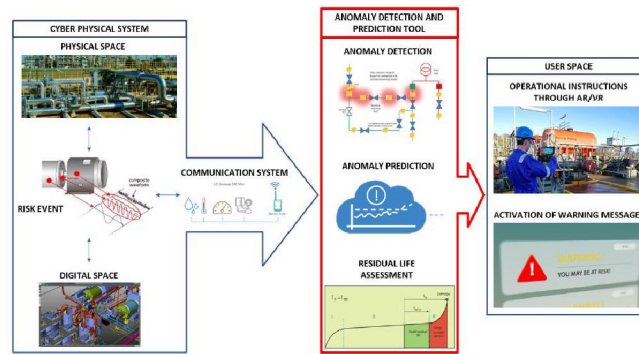 CYBER PHYSICAL SYSTEM
PHYSICAL SPACE
composite
waveform
RISK EVENT
COMMUNICATION SYSTEM
DIGITAL SPACE
ANOMALY DETECTION AND
PREDICTION TOOL
ANOMALY DETECTION
ANOMALY PREDICTION
RESIDUAL LIFE
ASSESSMENT
USER SPACE
OPERATIONAL INSTRUCTIONS
THROUGH AR/VR
ACTIVATION OF WARNING MESSAGE
WARNING!
YOU MAY BE AT RISK!